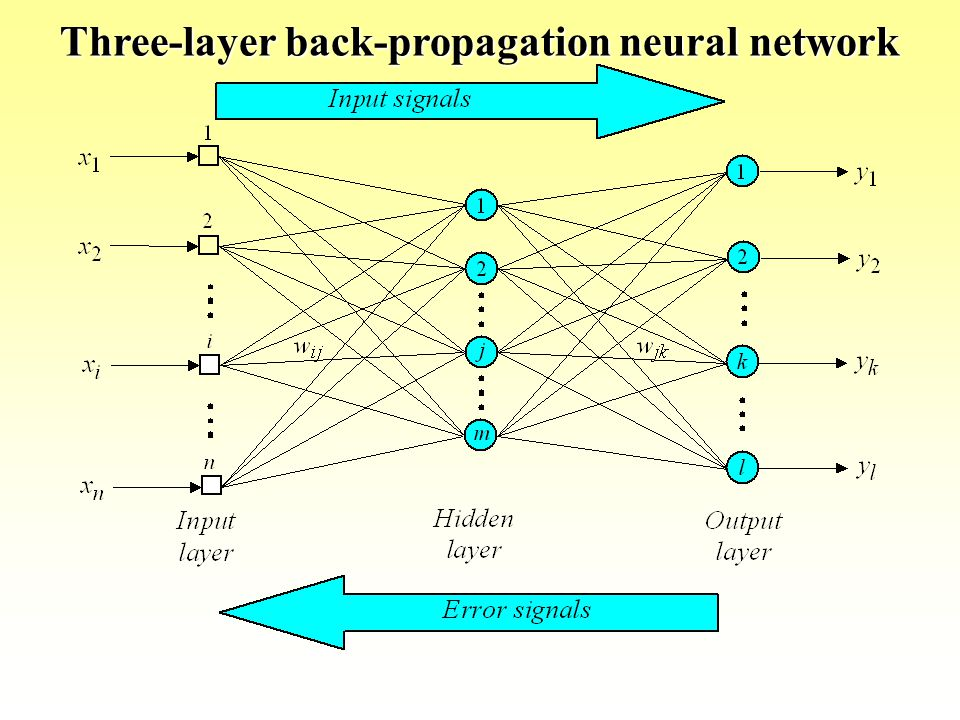 Three-layer back-propagation neural network
Input signals
1
x1
1
y1
1
2
x2
2
2
y2
i
wij
j
wjk
xi
k
yk
n
m
xn
l
yl
Input layer
Hidden layer
Output layer
Error signals